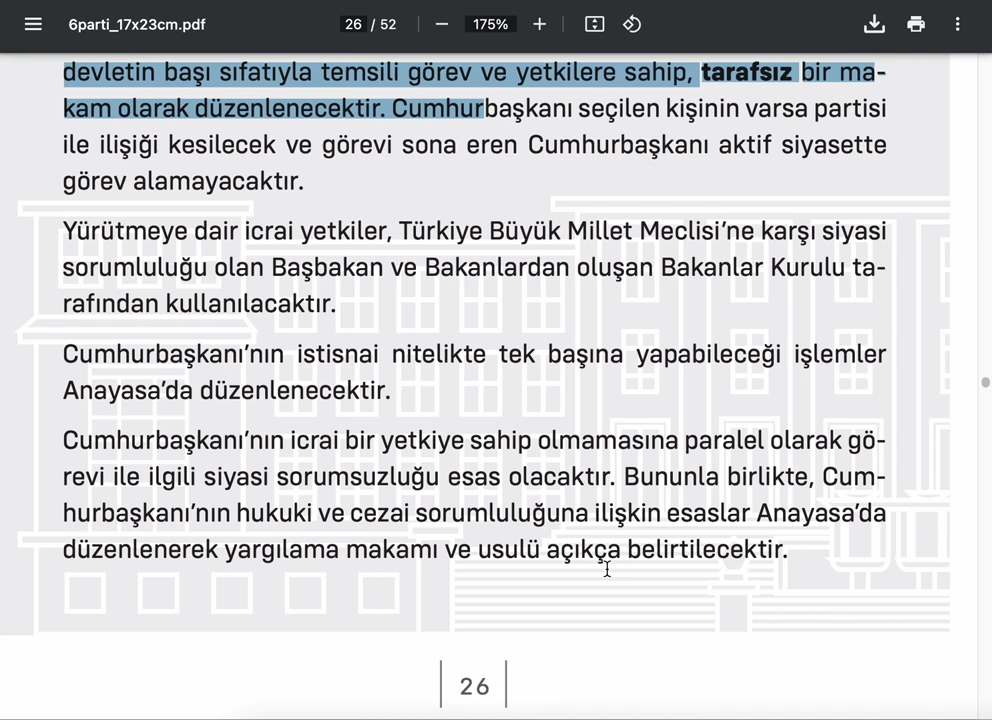 6parti_17x23cm.pdf
26 / 52
175%
devletin başı sıfatıyla temsili görev ve yetkilere sahip, tarafsız bir ma-
kam olarak düzenlenecektir. Cumhurbaşkanı seçilen kişinin varsa partisi
ile ilişiği kesilecek ve görevi sona eren Cumhurbaşkanı aktif siyasette
görev alamayacaktır.
Yürütmeye dair icrai yetkiler, Türkiye Büyük Millet Meclisi’ne karşı siyasi
sorumluluğu olan Başbakan ve Bakanlardan oluşan Bakanlar Kurulu ta-
rafından kullanılacaktır.
Cumhurbaşkanı’nın istisnai nitelikte tek başına yapabileceği işlemler
Anayasa’da düzenlenecektir.
Cumhurbaşkanı’nın icrai bir yetkiye sahip olmamasına paralel olarak gö-
revi ile ilgili siyasi sorumsuzluğu esas olacaktır. Bununla birlikte, Cum-
hurbaşkanı’nın hukuki ve cezai sorumluluğuna ilişkin esaslar Anayasa’da
düzenlenerek yargılama makamı ve usulü açıkça belirtilecektir.
26